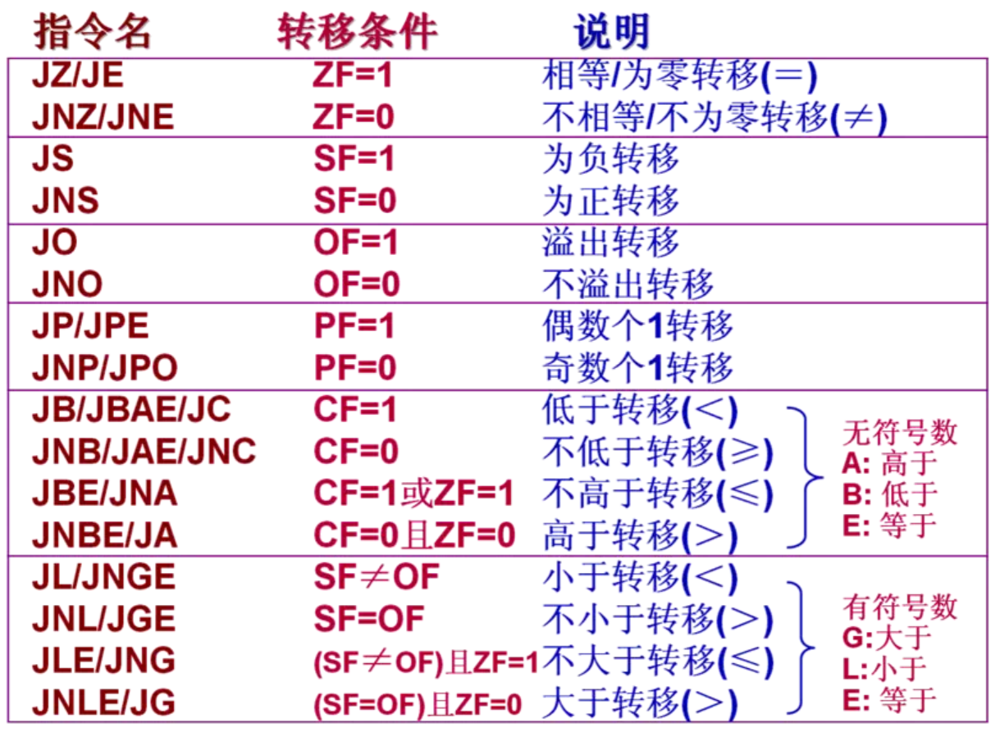 指令名 转移条件 说明
JZ/JE ZF=1 相等/为零转移(＝)
JNZ/JNE ZF=0 不相等/不为零转移(≠)
JS SF=1 为负转移
JNS SF=0 为正转移
JO OF=1 溢出转移
JNO OF=0 不溢出转移
JP/JPE PF=1 偶数个1转移
JNP/JPO PF=0 奇数个1转移
JB/JBAE/JC CF=1 低于转移(＜)
JNB/JAE/JNC CF=0 不低于转移(≥)
JBE/JNA CF=1或ZF=1 不高于转移(≤)
JNBE/JA CF=0且ZF=0 高于转移(＞)
无符号数
A: 高于
B: 低于
E: 等于
JL/JNGE SF≠OF 小于转移(＜)
JNL/JGE SF=OF 不小于转移(＞)
JLE/JNG (SF≠OF)且ZF=1 不大于转移(≤)
JNLE/JG (SF=OF)且ZF=0 大于转移(＞)
有符号数
G:大于
L:小于
E: 等于